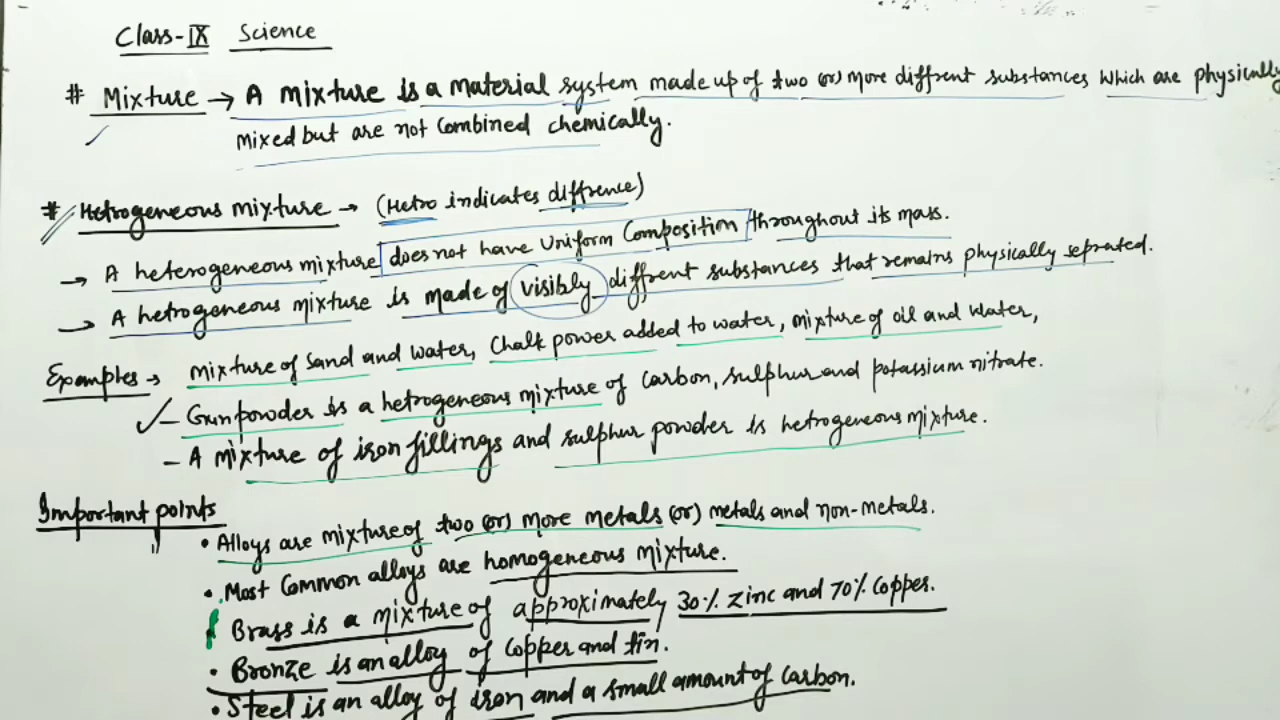 Class-IX Science
# Mixture → A mixture is a material system made up of two (or) more diffrent substances which are physically
mixed but are not combined chemically.
# Hetrogeneous mixture → (Hetro indicates diffrence)
→ A heterogeneous mixture does not have uniform composition throughout its mass.
→ A hetrogeneous mixture is made of visibly diffrent substances that remains physically seprated.
Examples → mixture of sand and water, Chalk power added to water, mixture of oil and water,
- Gunpowder is a hetrogeneous mixture of carbon, sulphur and potassium nitrate.
- A mixture of iron fillings and sulphur powder is hetrogeneous mixture.
Important points
• Alloys are mixture of two (or) more metals (or) metals and non-metals.
• Most Common alloys are homogeneous mixture.
Brass is a mixture of approximately 30% Zinc and 70% Copper.
• Bronze is an alloy of Copper and tin.
• Steel is an alloy of iron and a small amount of carbon.